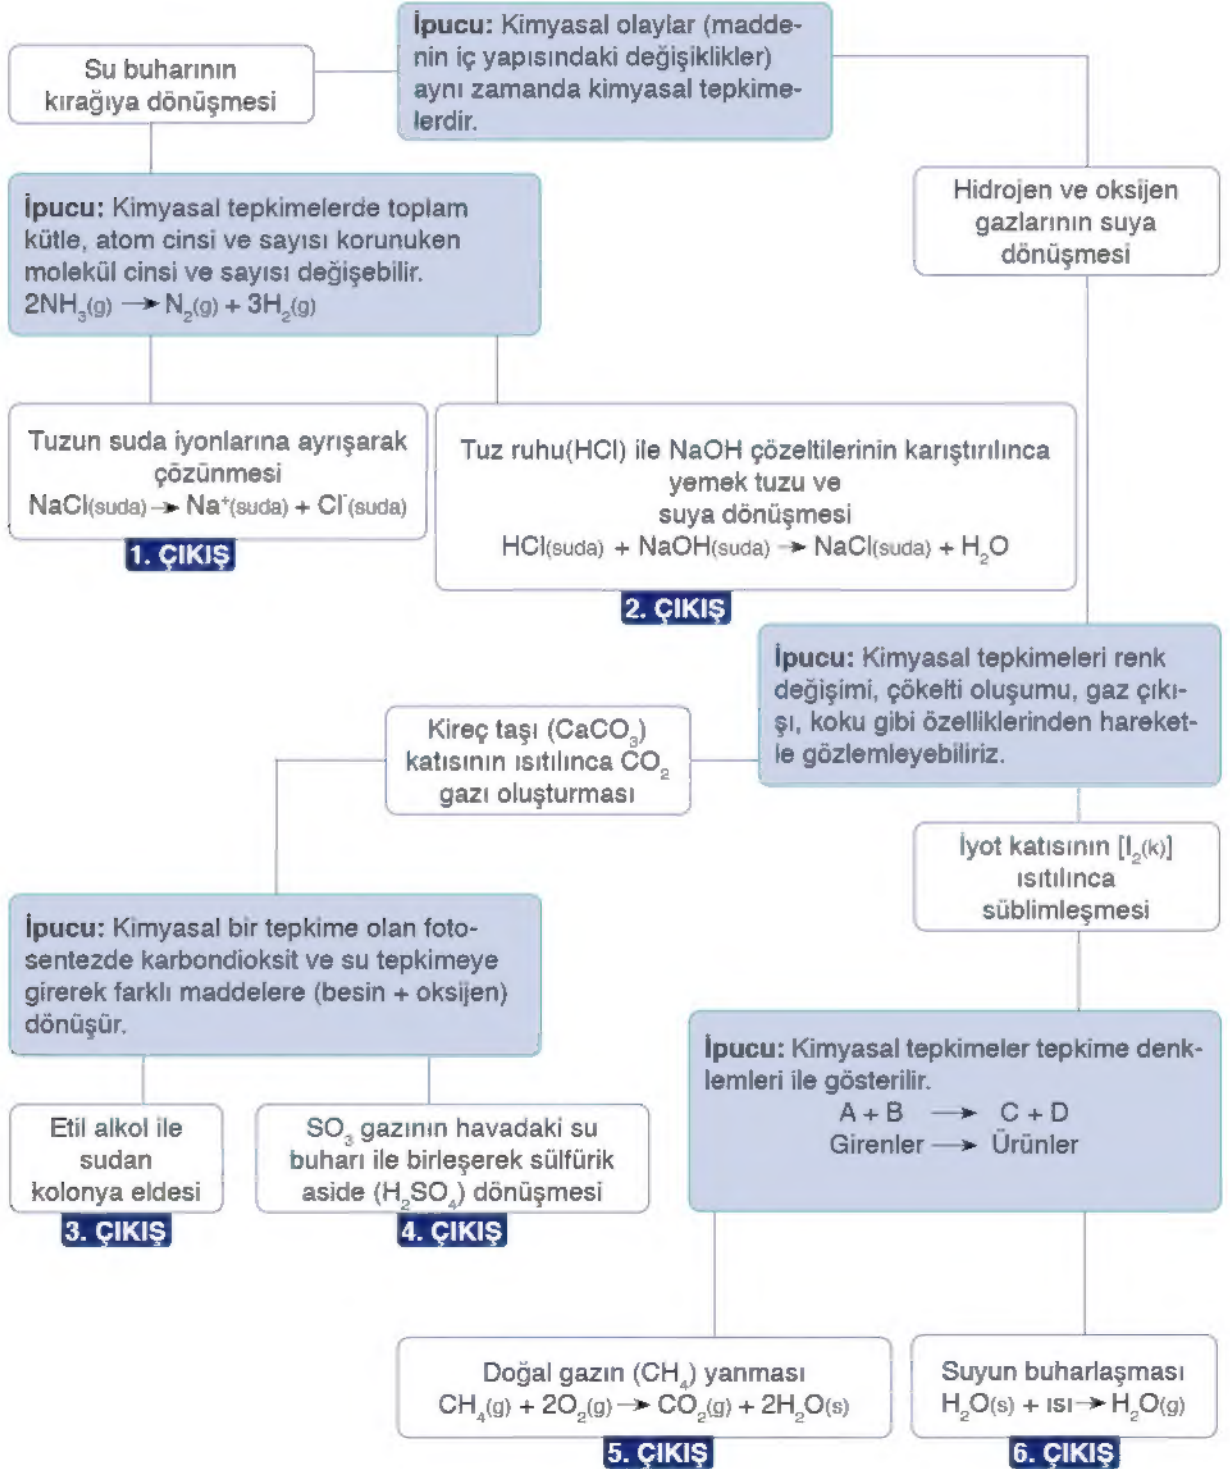 İpucu: Kimyasal olaylar (madde-
nin iç yapısındaki değişiklikler)
aynı zamanda kimyasal tepkime-
lerdir.
Su buharının
kırağıya dönüşmesi
Hidrojen ve oksijen
gazlarının suya
dönüşmesi
İpucu: Kimyasal tepkimelerde toplam
kütle, atom cinsi ve sayısı korunuken
molekül cinsi ve sayısı değişebilir.
2NH₃(g) → N₂(g) + 3H₂(g)
Tuzun suda iyonlarına ayrışarak
çözünmesi
NaCl(suda) → Na⁺(suda) + Cl⁻(suda)
1. ÇIKIŞ
Tuz ruhu(HCl) ile NaOH çözeltilerinin karıştırılınca
yemek tuzu ve
suya dönüşmesi
HCl(suda) + NaOH(suda) → NaCl(suda) + H₂O
2. ÇIKIŞ
İpucu: Kimyasal tepkimeleri renk
değişimi, çökelti oluşumu, gaz çıkı-
şı, koku gibi özelliklerinden hareket-
le gözlemleyebiliriz.
Kireç taşı (CaCO₃)
katısının ısıtılınca CO₂
gazı oluşturması
İyot katısının [I₂(k)]
ısıtılınca
süblimleşmesi
İpucu: Kimyasal bir tepkime olan foto-
sentezde karbondioksit ve su tepkimeye
girerek farklı maddelere (besin + oksijen)
dönüşür.
Etil alkol ile
sudan
kolonya eldesi
3. ÇIKIŞ
SO₃ gazının havadaki su
buharı ile birleşerek sülfürik
aside (H₂SO₄) dönüşmesi
4. ÇIKIŞ
İpucu: Kimyasal tepkimeler tepkime denk-
lemleri ile gösterilir.
A + B → C + D
Girenler → Ürünler
Doğal gazın (CH₄) yanması
CH₄(g) + 2O₂(g) → CO₂(g) + 2H₂O(s)
5. ÇIKIŞ
Suyun buharlaşması
H₂O(s) + ısı → H₂O(g)
6. ÇIKIŞ